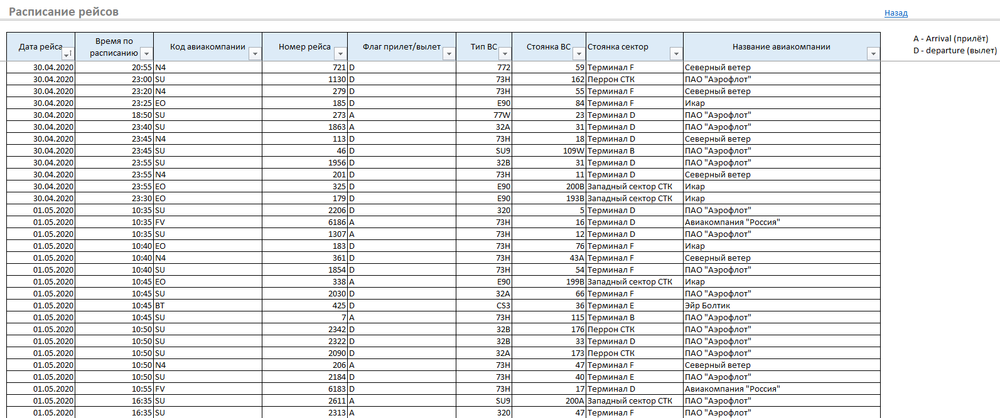 Расписание рейсов
Назад
Дата рейса Время по расписанию Код авиакомпании Номер рейса Флаг прилет/вылет Тип ВС Стоянка ВС Стоянка сектор Название авиакомпании
A - Arrival (прилёт)
D - departure (вылет)
30.04.2020 20:55 N4 721 D 772 59 Терминал F Северный ветер
30.04.2020 23:00 SU 1130 D 73H 162 Перрон СТК ПАО "Аэрофлот"
30.04.2020 23:20 N4 279 D 73H 55 Терминал F Северный ветер
30.04.2020 23:25 EO 185 D E90 84 Терминал F Икар
30.04.2020 18:50 SU 273 A 77W 23 Терминал D ПАО "Аэрофлот"
30.04.2020 23:40 SU 1863 A 32A 31 Терминал D ПАО "Аэрофлот"
30.04.2020 23:45 N4 113 D 73H 18 Терминал D Северный ветер
30.04.2020 23:45 SU 46 D SU9 109W Терминал B ПАО "Аэрофлот"
30.04.2020 23:55 SU 1956 D 32B 31 Терминал D ПАО "Аэрофлот"
30.04.2020 23:55 N4 201 D 73H 11 Терминал D Северный ветер
30.04.2020 23:55 EO 325 D E90 200B Западный сектор СТК Икар
30.04.2020 23:30 EO 179 D E90 193B Западный сектор СТК Икар
01.05.2020 10:35 SU 2206 D 320 5 Терминал D ПАО "Аэрофлот"
01.05.2020 10:35 FV 6186 A 73H 16 Терминал D Авиакомпания "Россия"
01.05.2020 10:35 SU 1307 A 73H 12 Терминал D ПАО "Аэрофлот"
01.05.2020 10:40 EO 183 D 73H 76 Терминал F Икар
01.05.2020 10:40 N4 361 D 73H 43A Терминал F Северный ветер
01.05.2020 10:40 SU 1854 D 73H 54 Терминал F ПАО "Аэрофлот"
01.05.2020 10:45 EO 338 A E90 199B Западный сектор СТК Икар
01.05.2020 10:45 SU 2030 D 32A 66 Терминал F ПАО "Аэрофлот"
01.05.2020 10:45 BT 425 D CS3 36 Терминал E Эйр Болтик
01.05.2020 10:45 SU 7 A 73H 115 Терминал B ПАО "Аэрофлот"
01.05.2020 10:50 SU 2342 D 32B 176 Перрон СТК ПАО "Аэрофлот"
01.05.2020 10:50 SU 2322 D 32B 33 Терминал D ПАО "Аэрофлот"
01.05.2020 10:50 SU 2090 D 32A 173 Перрон СТК ПАО "Аэрофлот"
01.05.2020 10:50 N4 206 A 73H 47 Терминал F Северный ветер
01.05.2020 10:50 SU 2184 D 73H 40 Терминал E ПАО "Аэрофлот"
01.05.2020 10:55 FV 6183 D 73H 17 Терминал D Авиакомпания "Россия"
01.05.2020 16:35 SU 2611 A SU9 200A Западный сектор СТК ПАО "Аэрофлот"
01.05.2020 16:35 SU 2313 A 320 47 Терминал F ПАО "Аэрофлот"